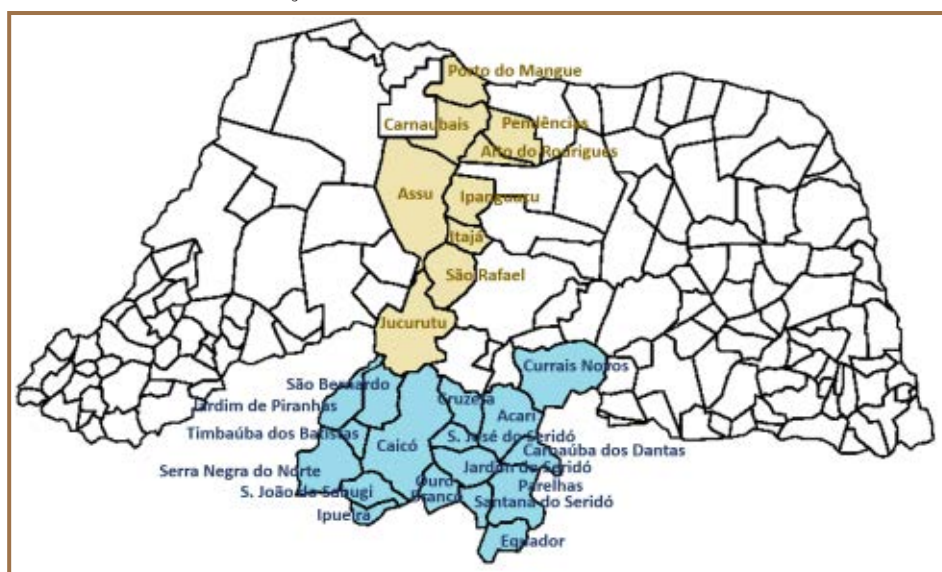 Porto do Mangue
Carnaubais
Pendências
Alto do Rodrigues
Assu
Ipanguaçu
Itajá
São Rafael
Jucurutu
Currais Novos
São Bernardo
Jardim de Piranhas
Cruzeta
Acari
Timbaúba dos Batistas
Caicó
S. José do Seridó
Carnaúba dos Dantas
Serra Negra do Norte
Jardim do Seridó
S. João do Sabugi
Ouro
Branco
Parelhas
Santana do Seridó
Ipueira
Equador